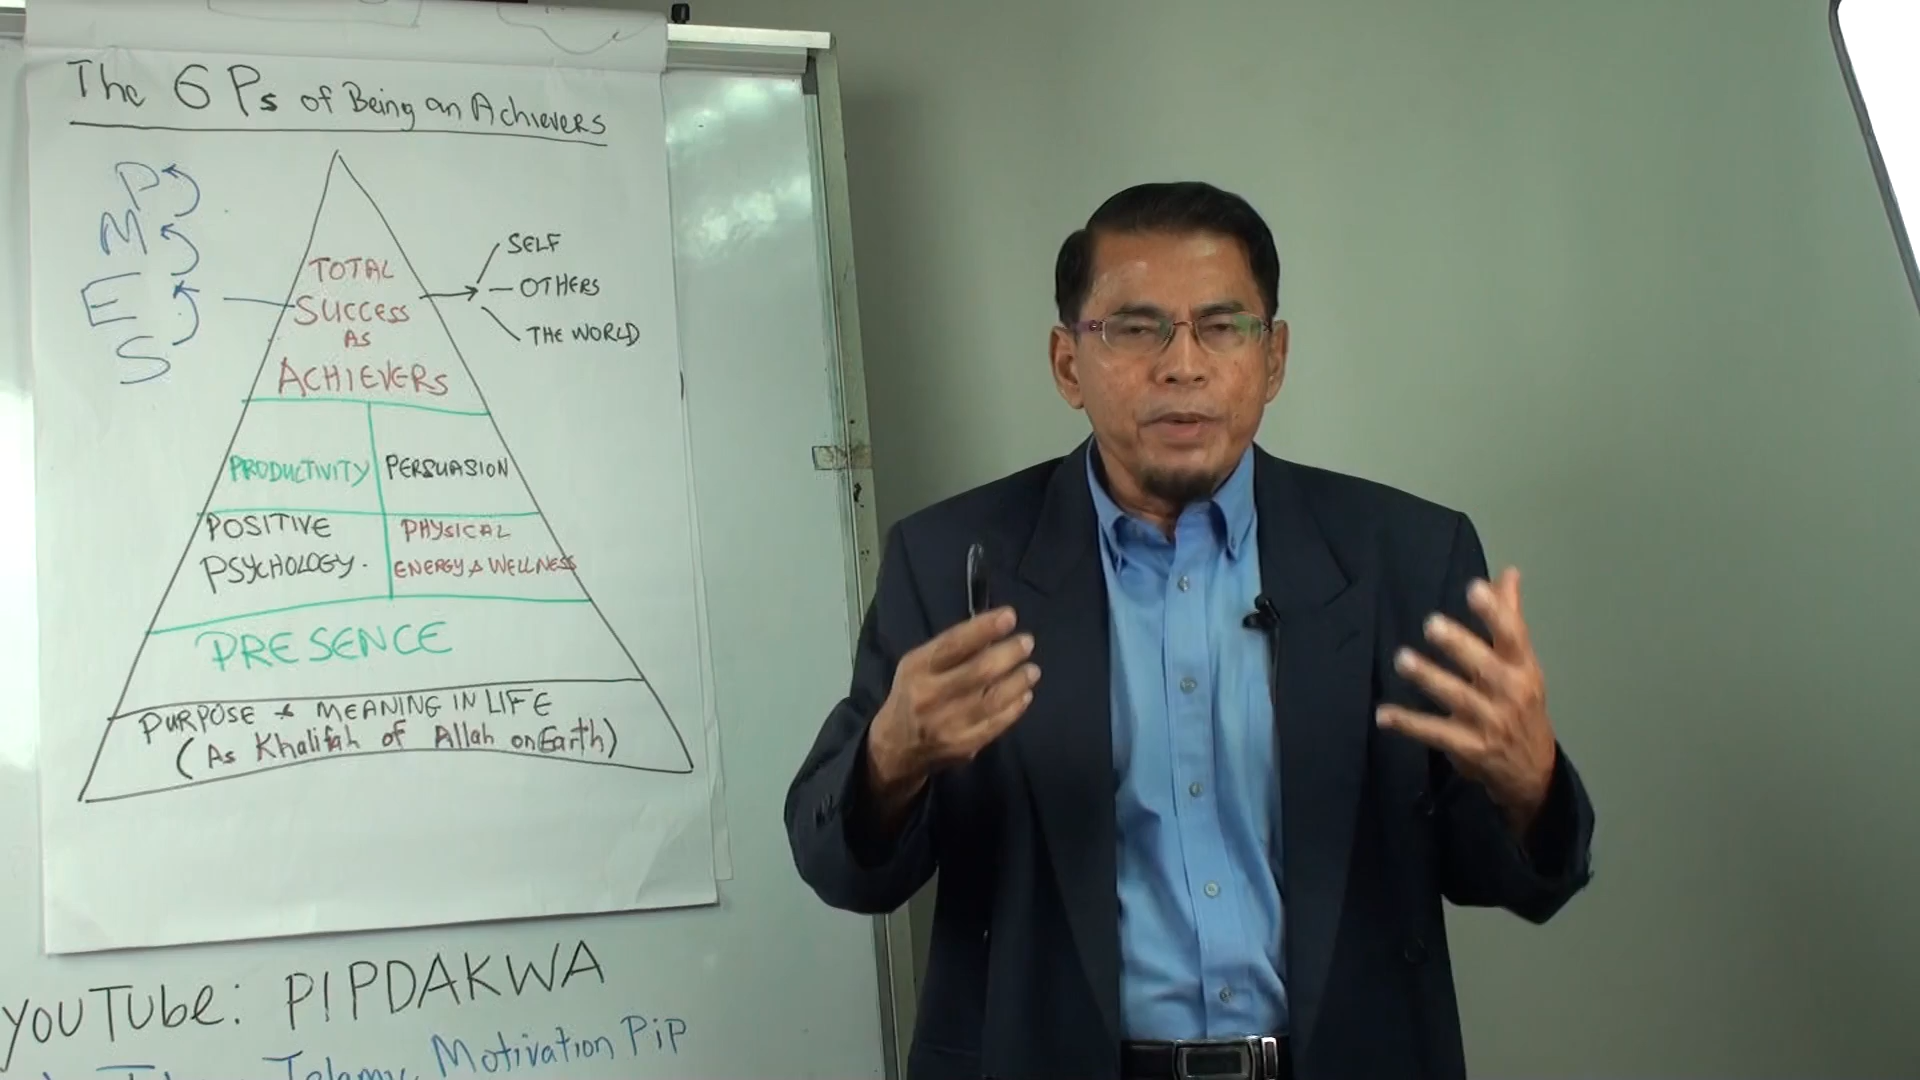 The 6 Ps of Being an Achievers
P
M
E
S
TOTAL
SUCCESS
AS
ACHIEVERS
SELF
OTHERS
THE WORLD
PRODUCTIVITY
PERSUASION
POSITIVE
PSYCHOLOGY.
PHYSICAL
ENERGY & WELLNESS
PRESENCE
PURPOSE & MEANING IN LIFE
(As Khalifah of Allah on Earth)
YOUTube: PIPDAKWA
Islamic Motivation PiP